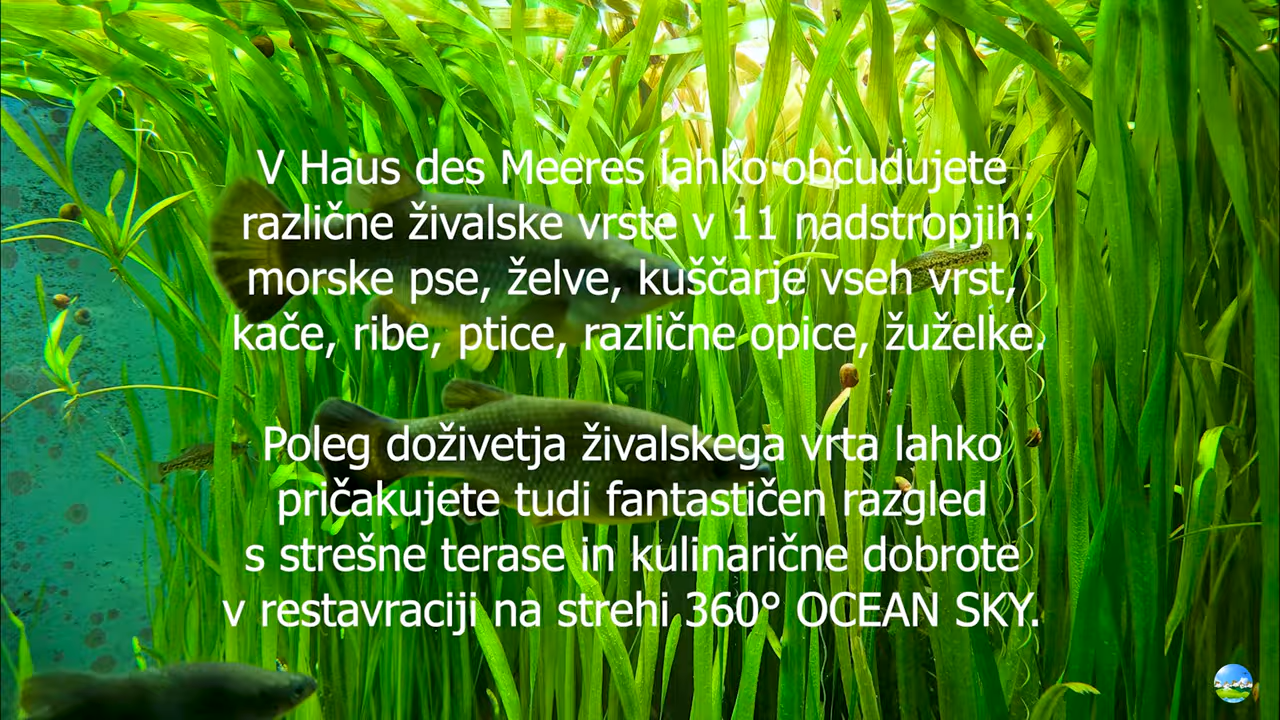 V Haus des Meeres lahko občudujete
različne živalske vrste v 11 nadstropjih:
morske pse, želve, kuščarje vseh vrst,
kače, ribe, ptice, različne opice, žuželke.
Poleg doživetja živalskega vrta lahko
pričakujete tudi fantastičen razgled
s strešne terase in kulinarične dobrote
v restavraciji na strehi 360° OCEAN SKY.